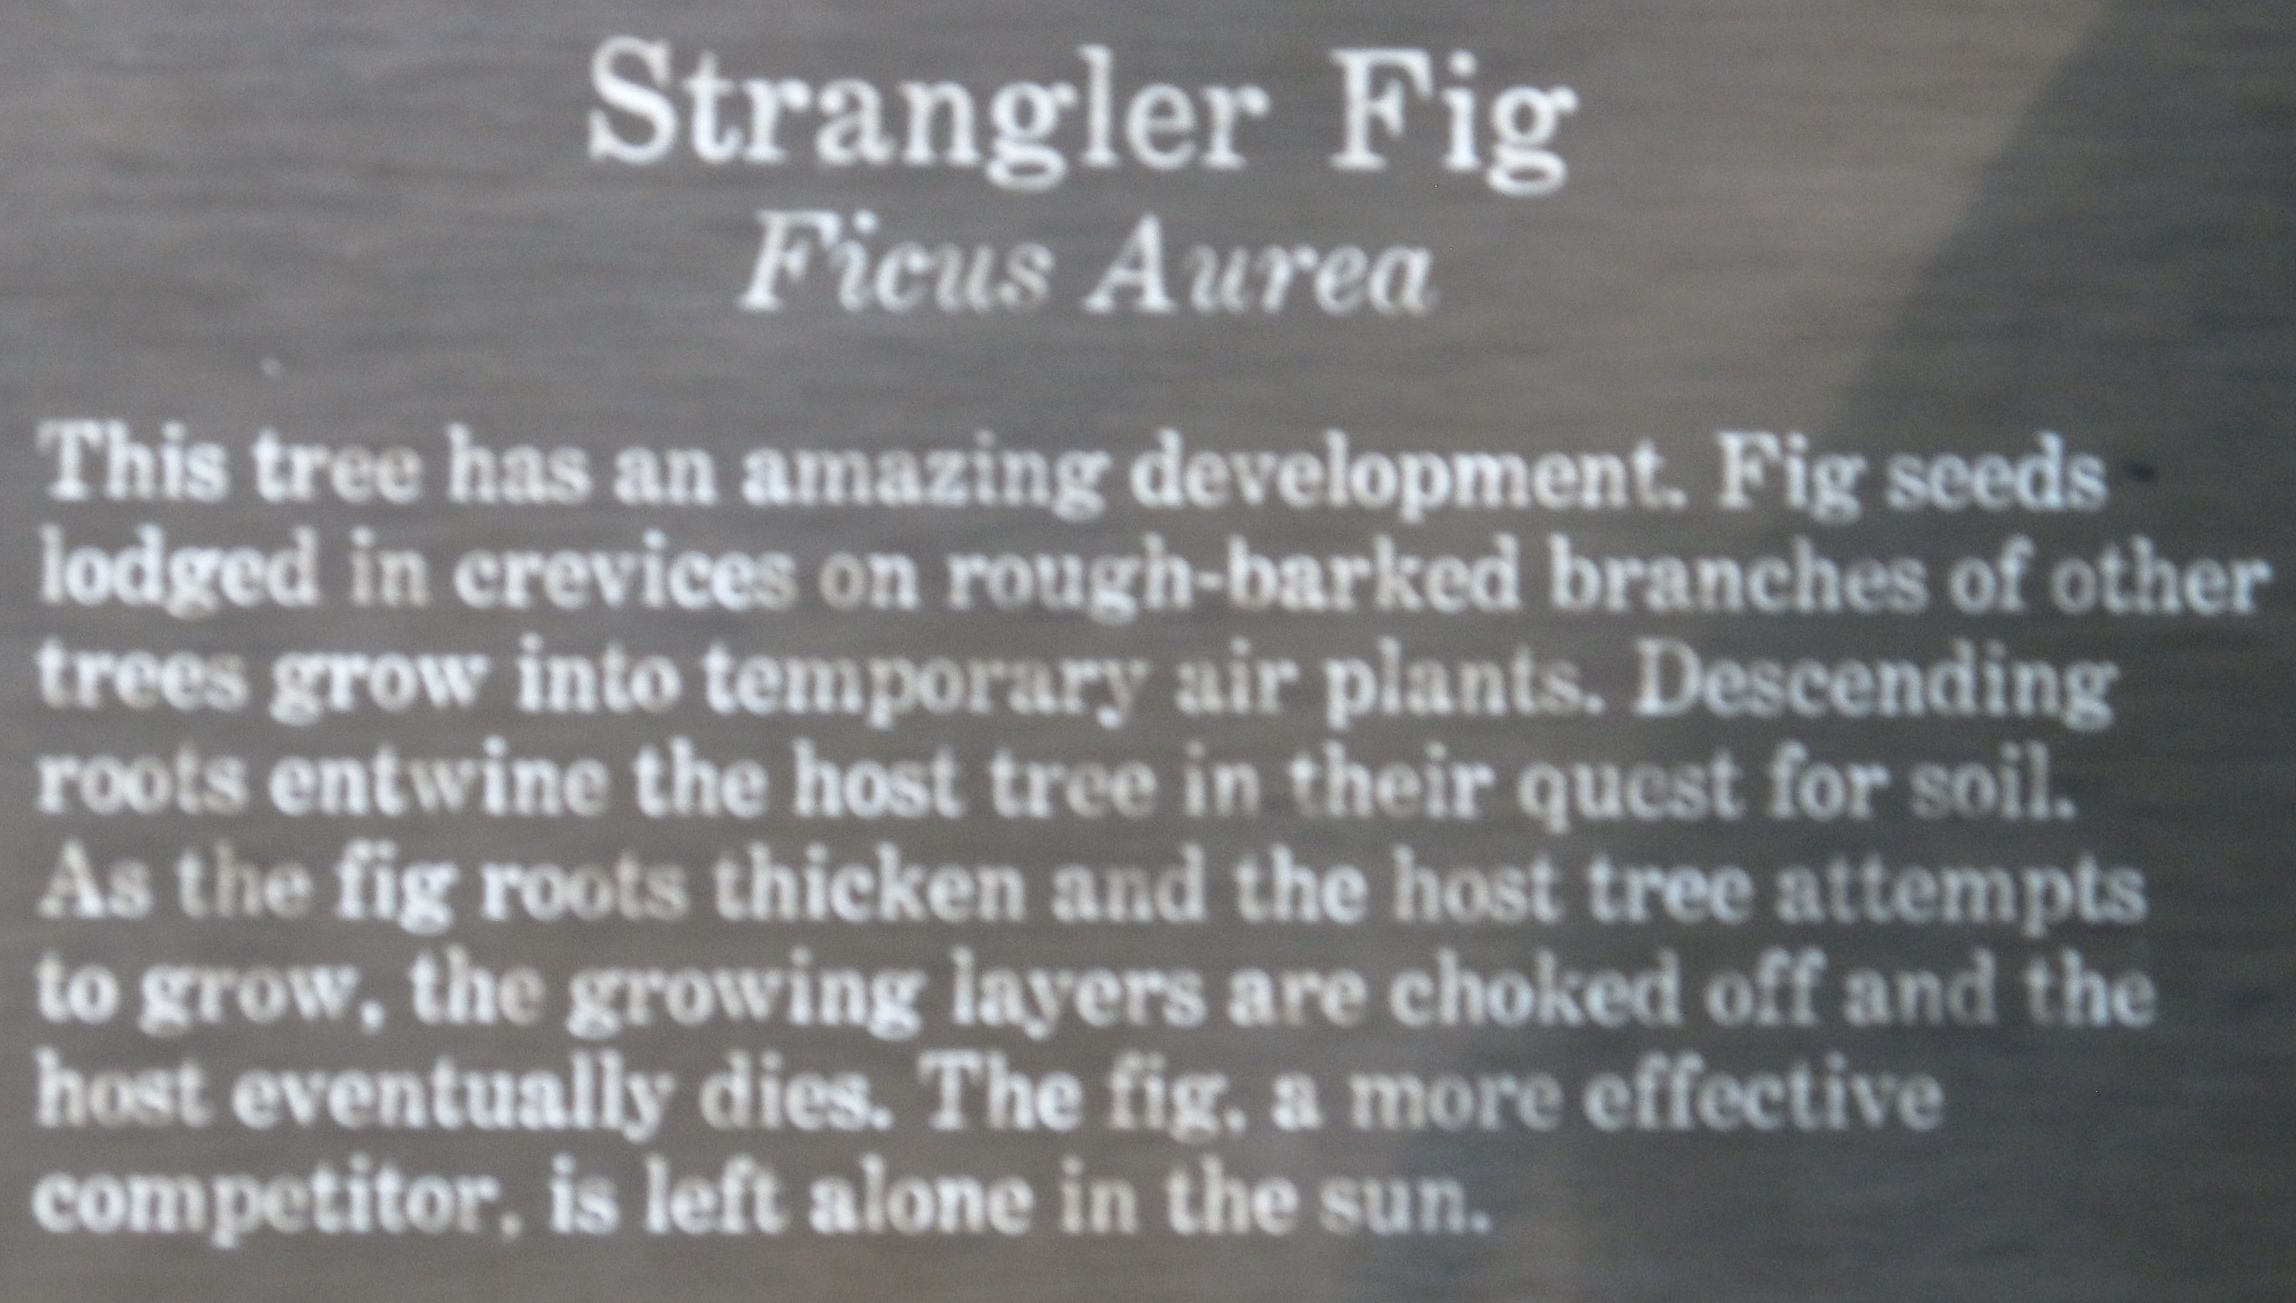 Strangler Fig
Ficus Aurea
This tree has an amazing development. Fig seeds
lodged in crevices on rough-barked branches of other
trees grow into temporary air plants. Descending
roots entwine the host tree in their quest for soil.
As the fig roots thicken and the host tree attempts
to grow, the growing layers are choked off and the
host eventually dies. The fig, a more effective
competitor, is left alone in the sun.